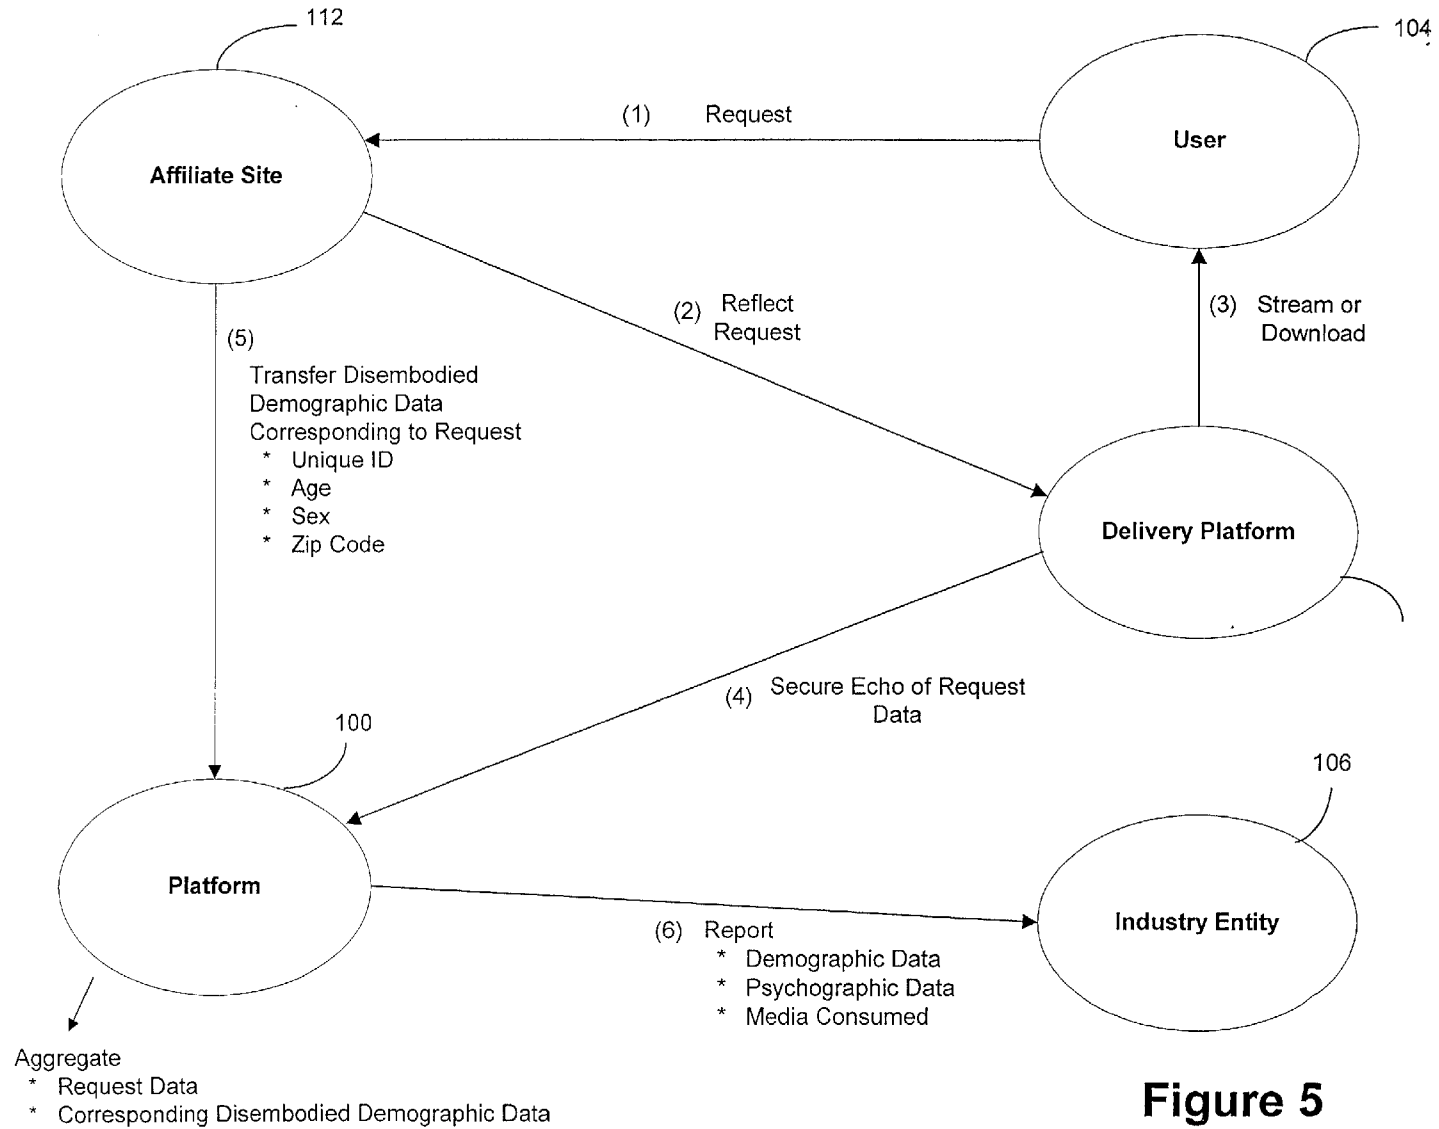 112
104
(1) Request
User
Affiliate Site
(2) Reflect
Request
(3) Stream or
Download
(5)
Transfer Disembodied
Demographic Data
Corresponding to Request
* Unique ID
* Age
* Sex
* Zip Code
Delivery Platform
(4) Secure Echo of Request
Data
100
106
Platform
Industry Entity
(6) Report
* Demographic Data
* Psychographic Data
* Media Consumed
Aggregate
* Request Data
* Corresponding Disembodied Demographic Data
Figure 5